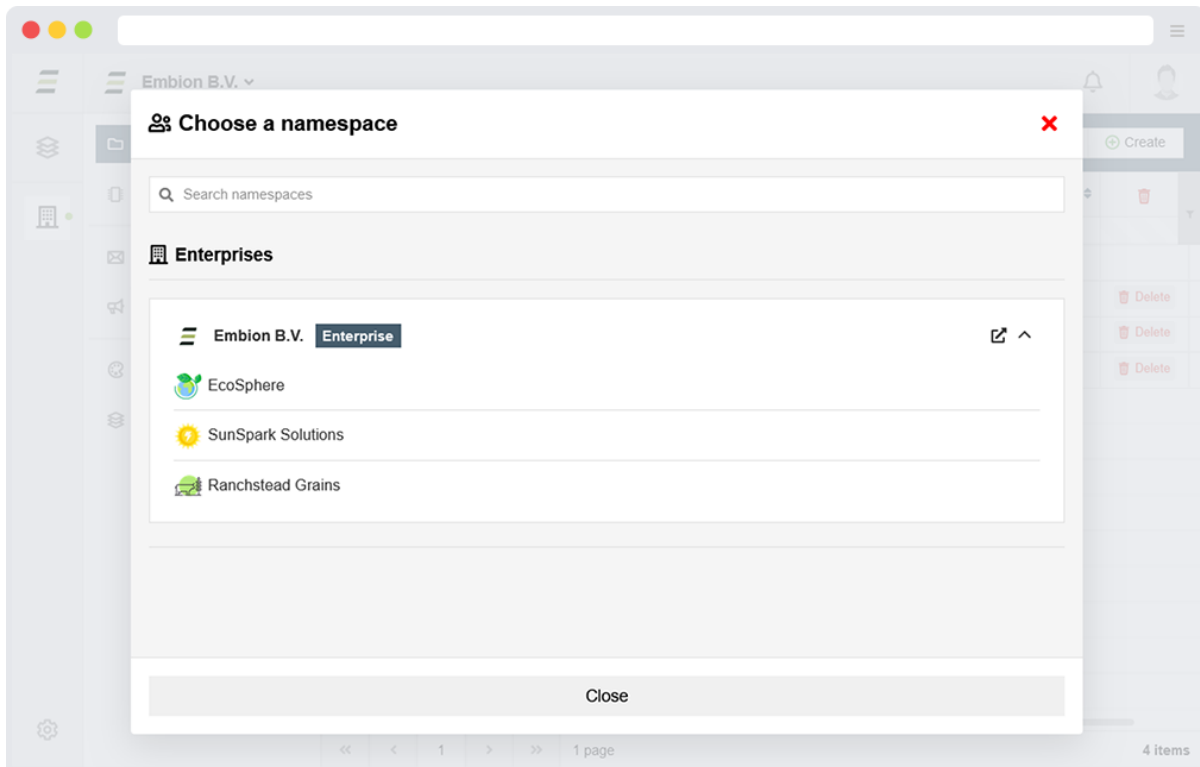 Embion B.V.
Choose a namespace
Create
Search namespaces
Enterprises
Embion B.V. Enterprise
Delete
EcoSphere
Delete
Delete
SunSpark Solutions
Ranchstead Grains
Close
<< < 1 > >> 1 page 4 items